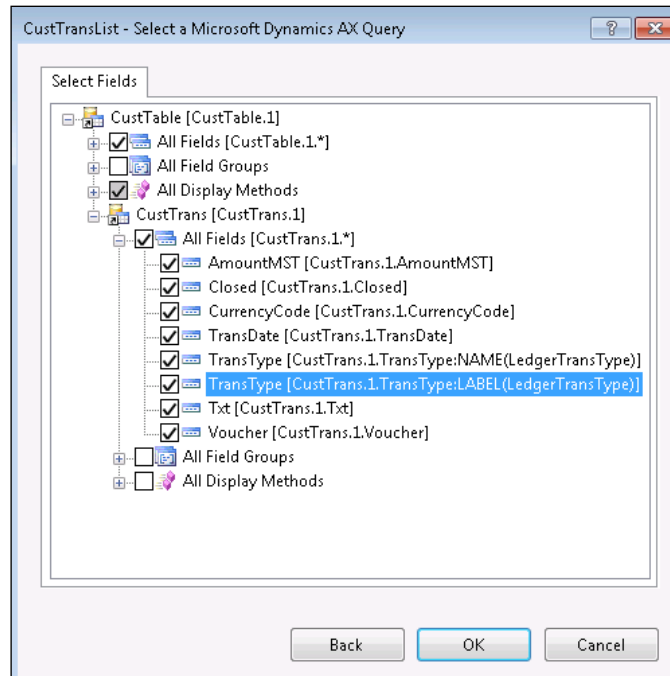 CustTransList - Select a Microsoft Dynamics AX Query
Select Fields
CustTable [CustTable.1]
All Fields [CustTable.1.*]
All Field Groups
All Display Methods
CustTrans [CustTrans.1]
All Fields [CustTrans.1.*]
AmountMST [CustTrans.1.AmountMST]
Closed [CustTrans.1.Closed]
CurrencyCode [CustTrans.1.CurrencyCode]
TransDate [CustTrans.1.TransDate]
TransType [CustTrans.1.TransType:NAME(LedgerTransType)]
TransType [CustTrans.1.TransType:LABEL(LedgerTransType)]
Txt [CustTrans.1.Txt]
Voucher [CustTrans.1.Voucher]
All Field Groups
All Display Methods
Back OK Cancel